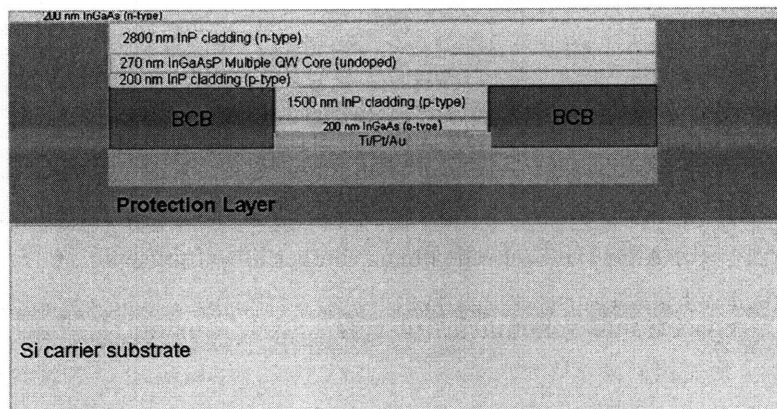 200 nm InGaAs (n-type)
2800 nm InP cladding (n-type)
270 nm InGaAsP Multiple QW Core (undoped)
200 nm InP cladding (p-type)
1500 nm InP cladding (p-type)
BCB
BCB
200 nm InGaAs (p-type)
Ti/Pt/Au
Protection Layer
Si carrier substrate